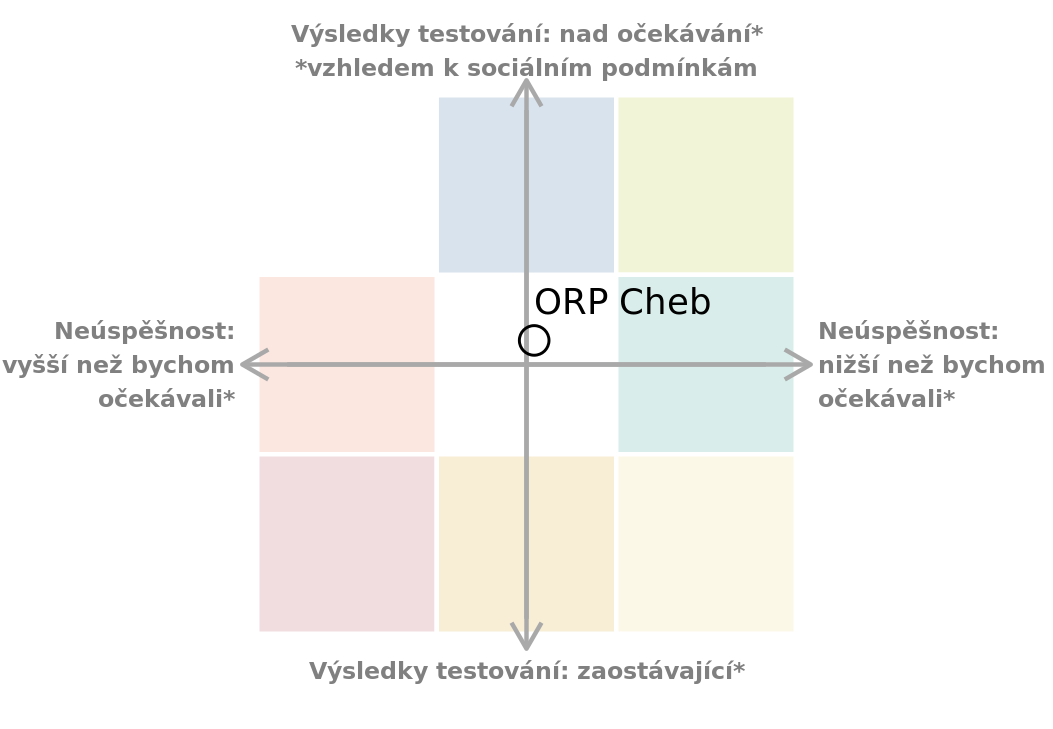 Výsledky testování: nad očekávání*
*vzhledem k sociálním podmínkám
ORP Cheb
Neúspěšnost:
vyšší než bychom
očekávali*
Neúspěšnost:
nižší než bychom
očekávali*
Výsledky testování: zaostávající*